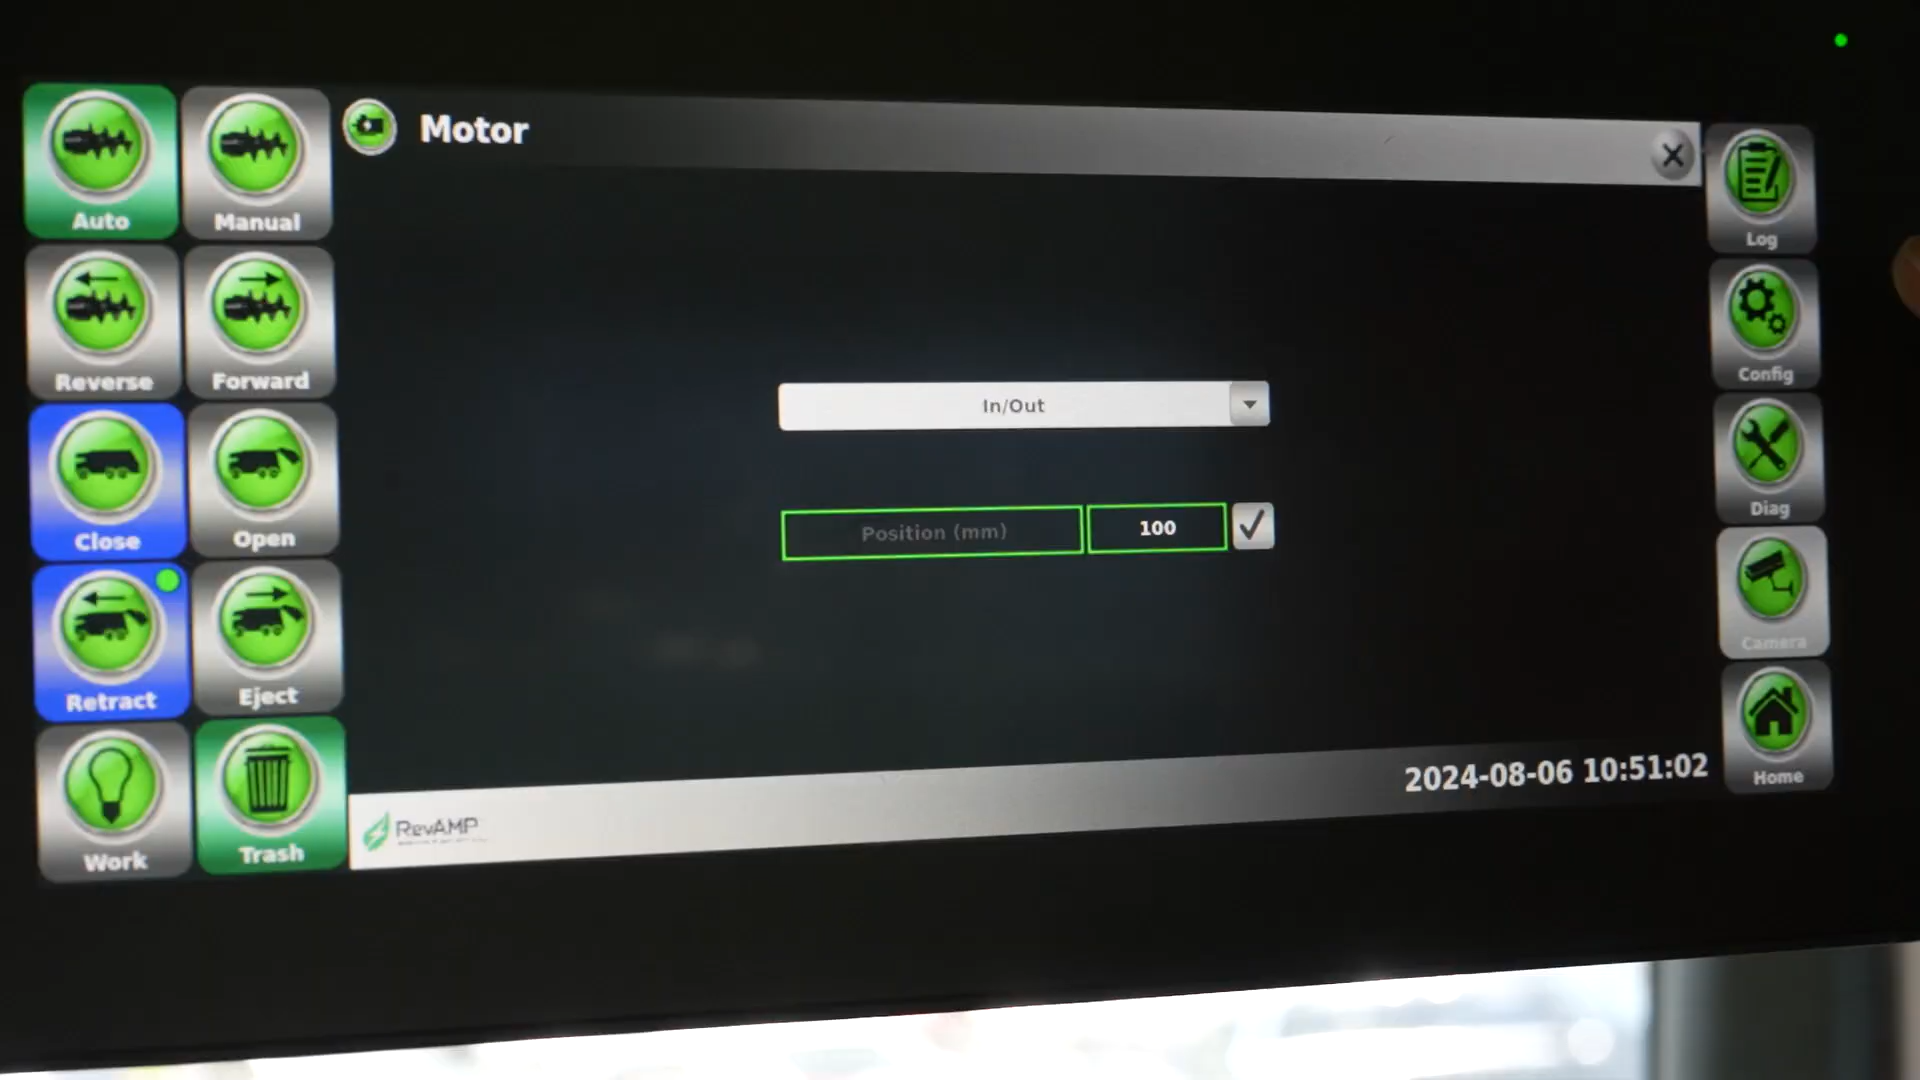 Motor
Auto
Manual
Reverse
Forward
Close
Open
Retract
Eject
Work
Trash
In/Out
Position (mm)
100
RevAMP
2024-08-06 10:51:02
Log
Config
Diag
Camera
Home